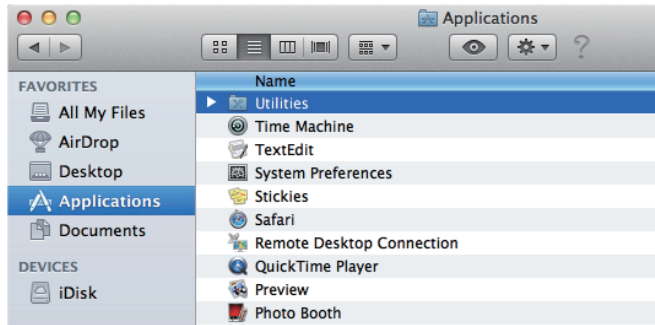 Applications
FAVORITES
All My Files
AirDrop
Desktop
Applications
Documents
DEVICES
iDisk
Name
Utilities
Time Machine
TextEdit
System Preferences
Stickies
Safari
Remote Desktop Connection
QuickTime Player
Preview
Photo Booth